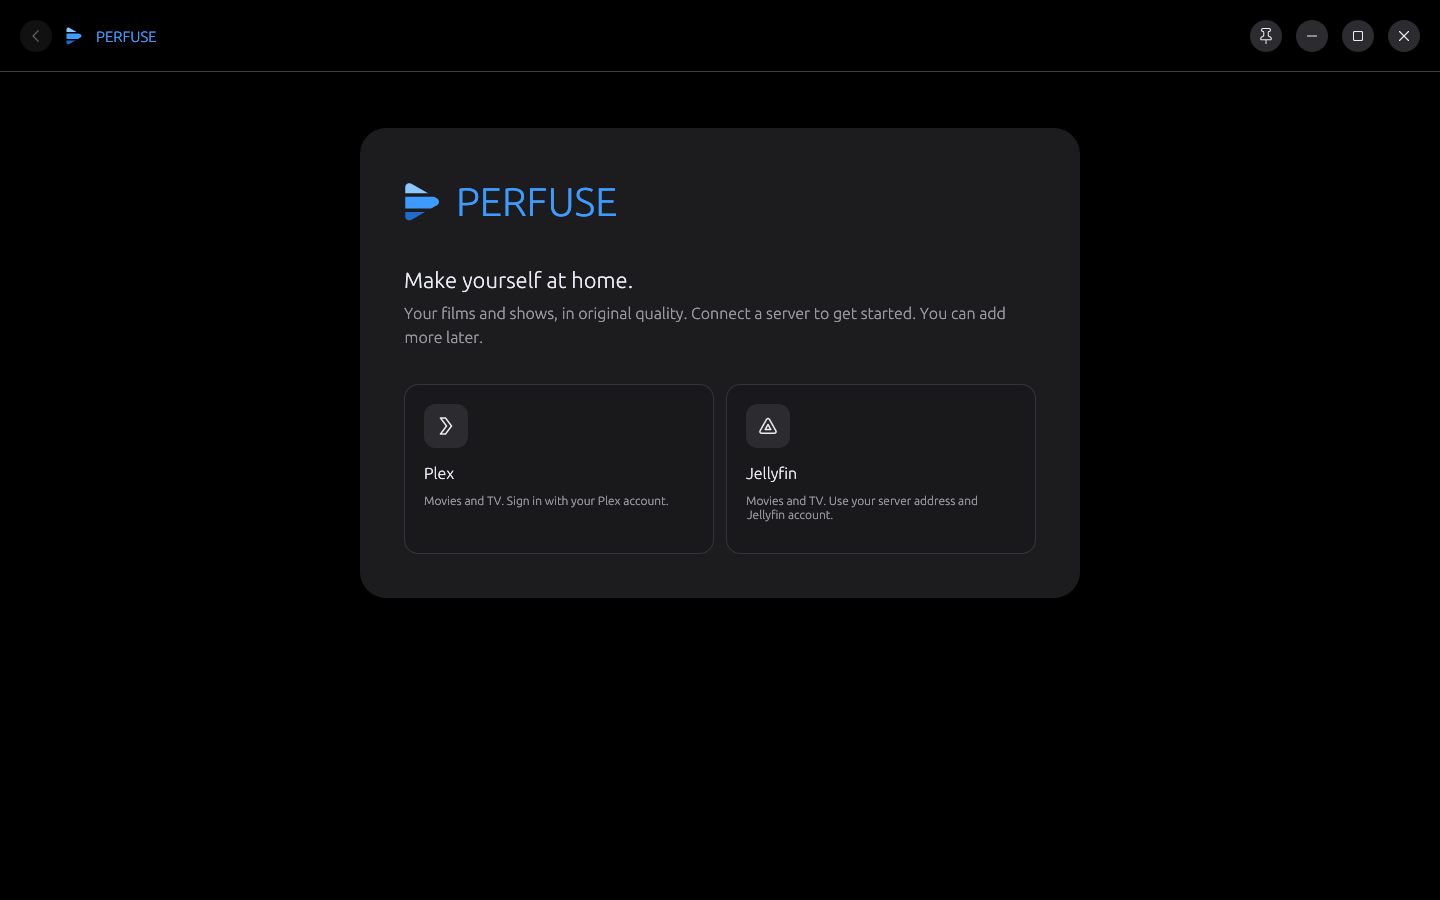 PERFUSE
PERFUSE
Make yourself at home.
Your films and shows, in original quality. Connect a server to get started. You can add
more later.
Plex
Movies and TV. Sign in with your Plex account.
Jellyfin
Movies and TV. Use your server address and
Jellyfin account.